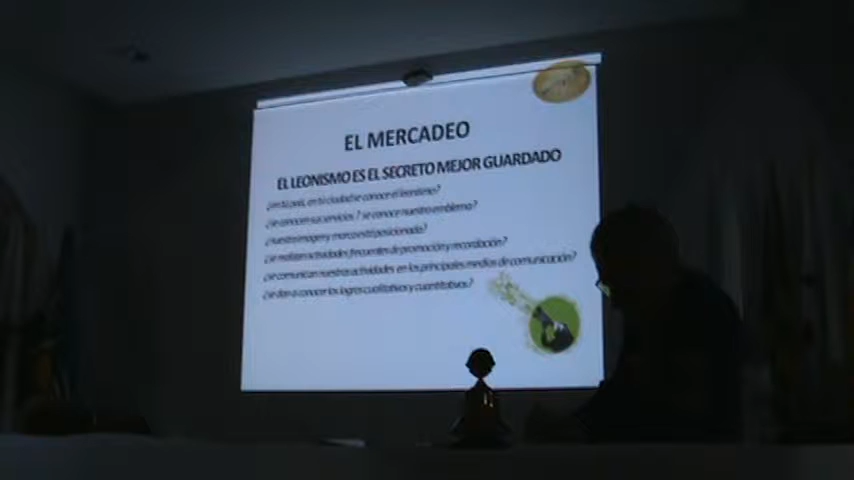 EL MERCADEO
EL LEONISMO ES EL SECRETO MEJOR GUARDADO
¿en tú país, en tú ciudad se conoce el leonismo?
¿se conocen sus servicios ? se conoce nuestro emblema?
¿nuestra imagen y marca está posicionada?
¿se realizan actividades frecuentes de promoción y recordación?
¿se comunican nuestras actividades en los principales medios de comunicación?
¿se dan a conocer los logros cualitativos y cuantitativos?